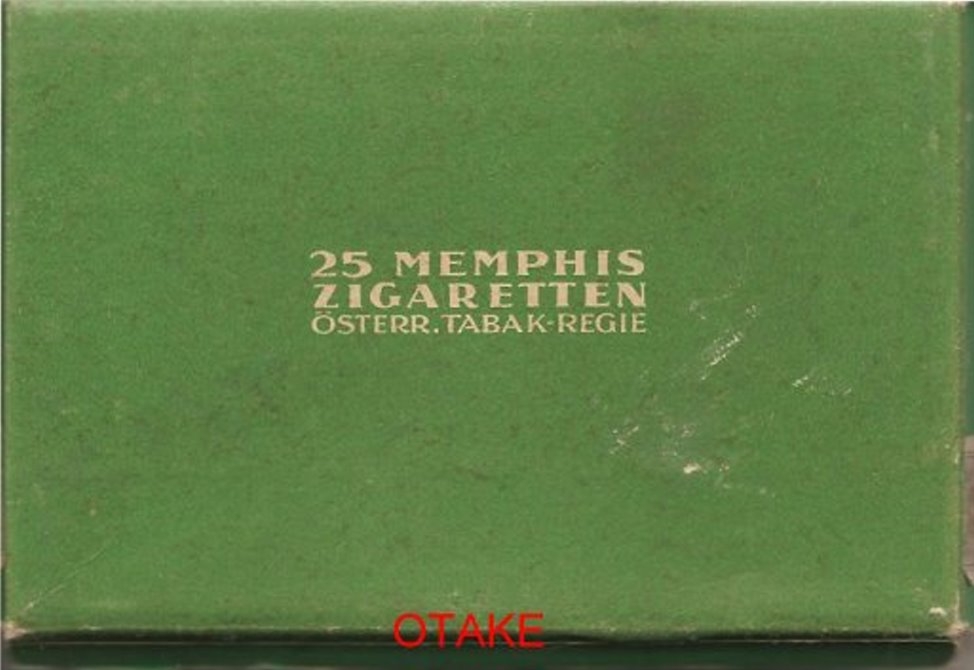 25 MEMPHIS
ZIGARETTEN
ÖSTERR.TABAK-REGIE
OTAKE